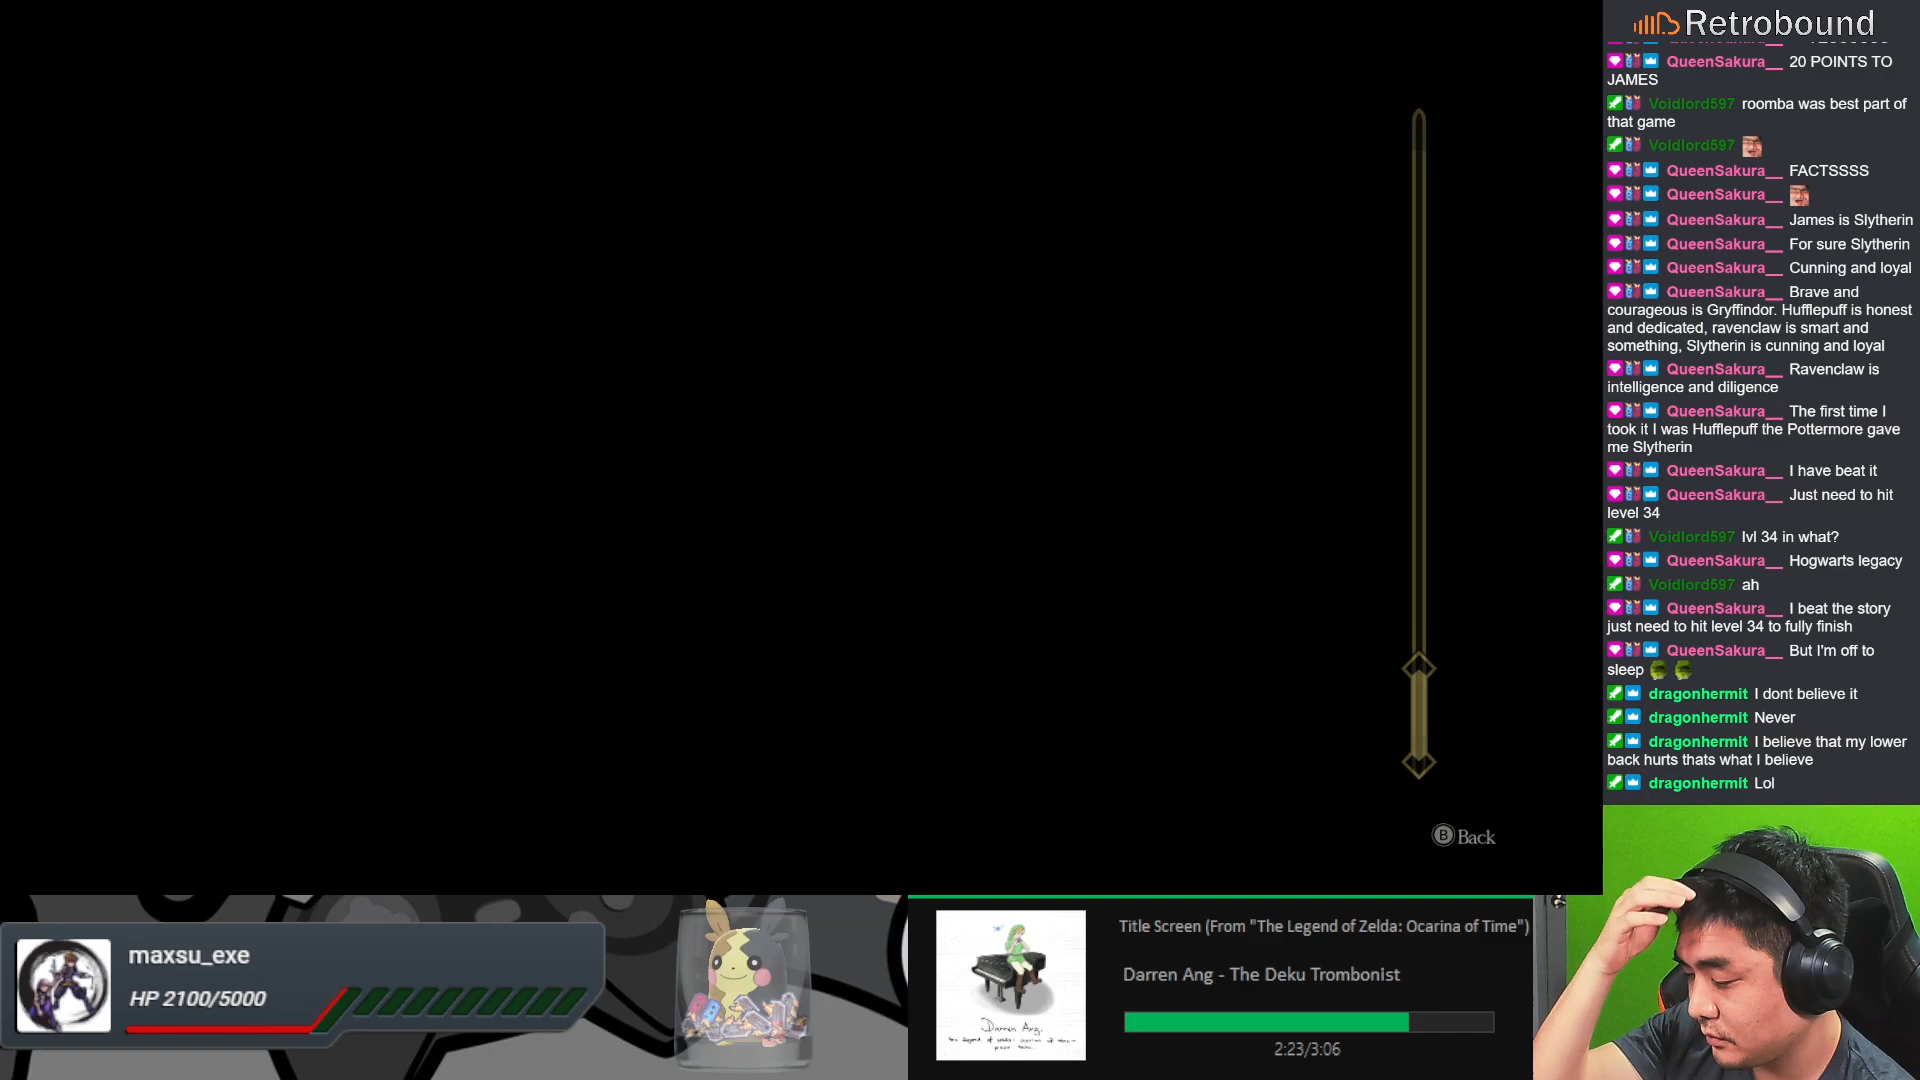 Retrobound
QueenSakura__ 20 POINTS TO
JAMES
Voidlord597 roomba was best part of
that game
Voidlord597
QueenSakura__ FACTSSSS
QueenSakura__
QueenSakura__ James is Slytherin
QueenSakura__ For sure Slytherin
QueenSakura__ Cunning and loyal
QueenSakura__ Brave and
courageous is Gryffindor. Hufflepuff is honest
and dedicated, ravenclaw is smart and
something, Slytherin is cunning and loyal
QueenSakura__ Ravenclaw is
intelligence and diligence
QueenSakura__ The first time I
took it I was Hufflepuff the Pottermore gave
me Slytherin
QueenSakura__ I have beat it
QueenSakura__ Just need to hit
level 34
Voidlord597 lvl 34 in what?
QueenSakura__ Hogwarts legacy
Voidlord597 ah
QueenSakura__ I beat the story
just need to hit level 34 to fully finish
QueenSakura__ But I'm off to
sleep
dragonhermit I dont believe it
dragonhermit Never
dragonhermit I believe that my lower
back hurts thats what I believe
dragonhermit Lol
B Back
maxsu_exe
HP 2100/5000
Darren Ang.
Title Screen (From "The Legend of Zelda: Ocarina of Time")
Darren Ang - The Deku Trombonist
2:23/3:06